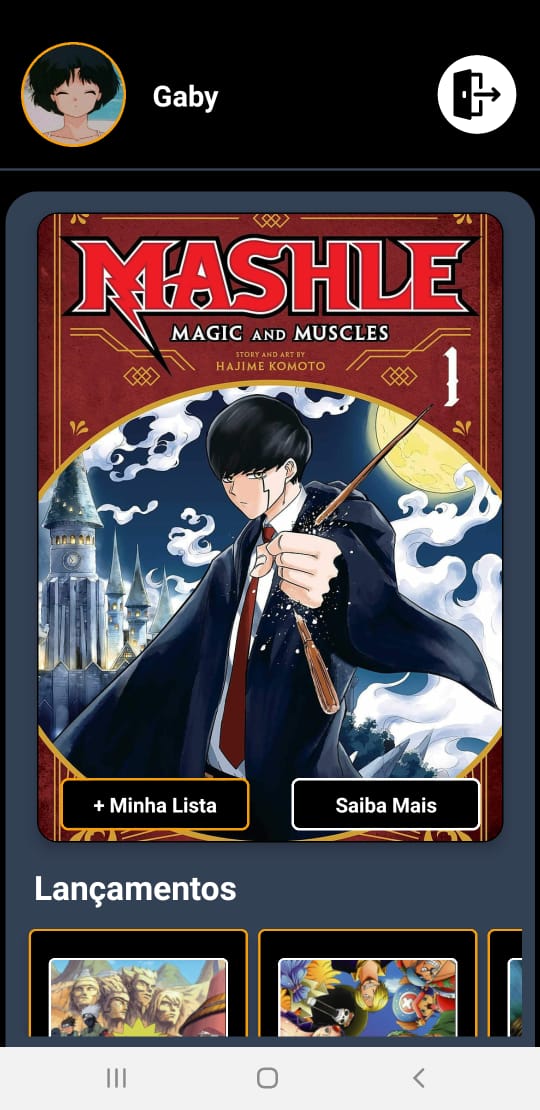 Gaby
MASHLE
MAGIC AND MUSCLES
STORY AND ART BY
HAJIME KOMOTO
1
+ Minha Lista
Saiba Mais
Lançamentos